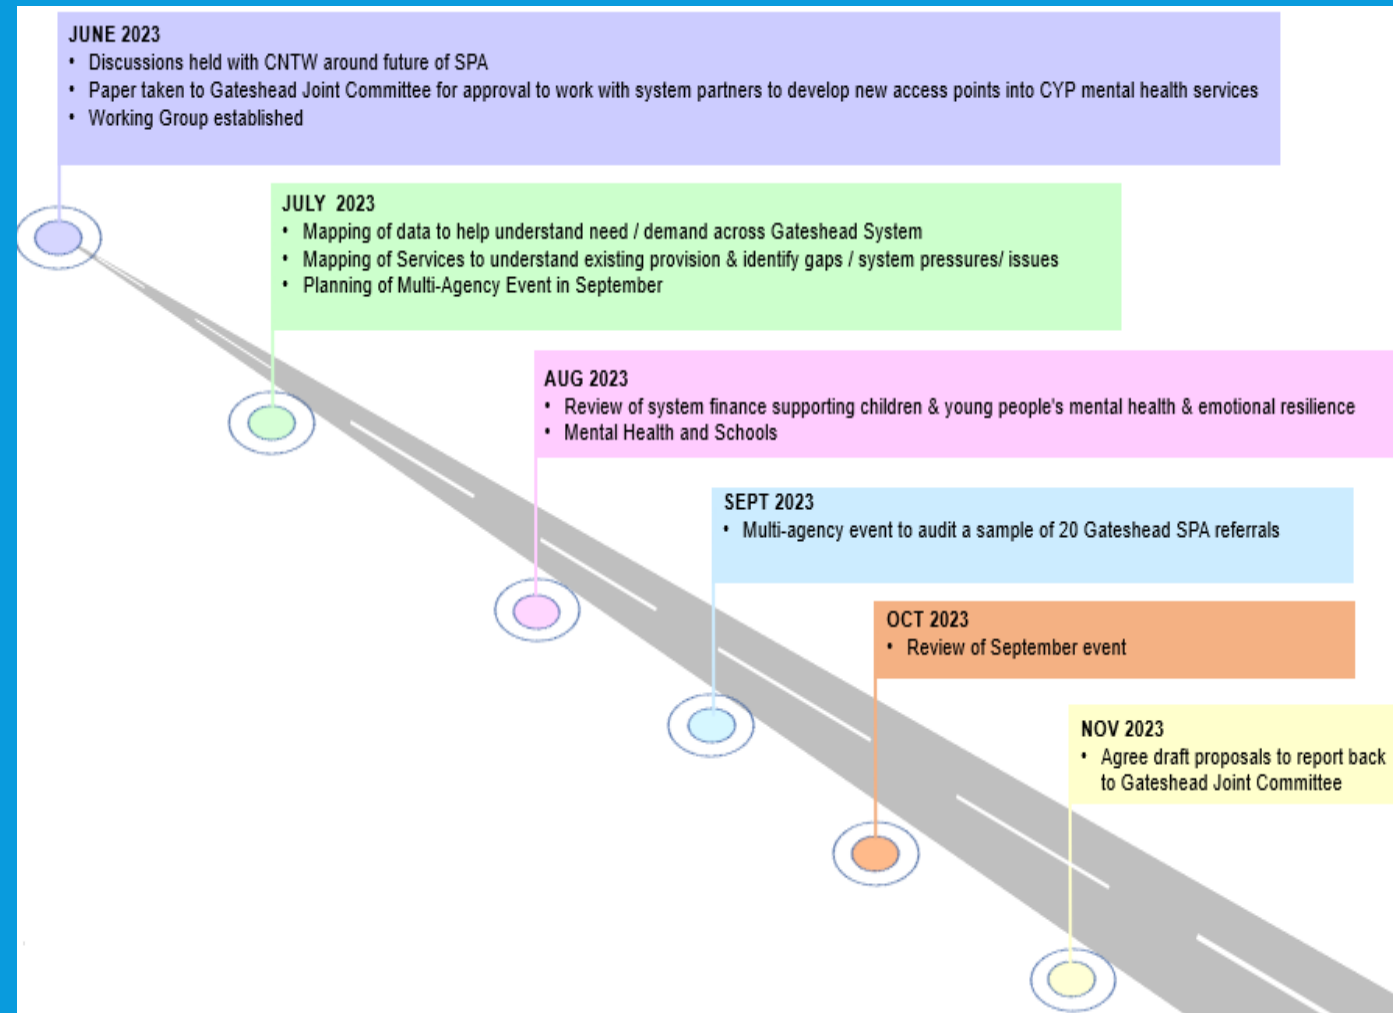 JUNE 2023
• Discussions held with CNTW around future of SPA
• Paper taken to Gateshead Joint Committee for approval to work with system partners to develop new access points into CYP mental health services
• Working Group established
JULY 2023
• Mapping of data to help understand need / demand across Gateshead System
• Mapping of Services to understand existing provision & identify gaps / system pressures/ issues
• Planning of Multi-Agency Event in September
AUG 2023
• Review of system finance supporting children & young people's mental health & emotional resilience
• Mental Health and Schools
SEPT 2023
• Multi-agency event to audit a sample of 20 Gateshead SPA referrals
OCT 2023
• Review of September event
NOV 2023
• Agree draft proposals to report back
to Gateshead Joint Committee